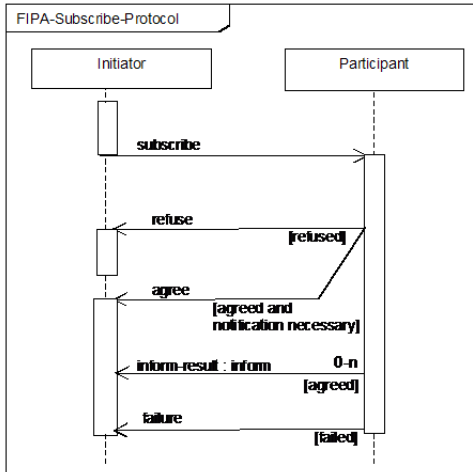 FIPA-Subscribe-Protocol
Initiator
Participant
subscribe
refuse
[refused]
agree
[agreed and
notification necessary]
inform-result : inform
0-n
[agreed]
failure
[failed]